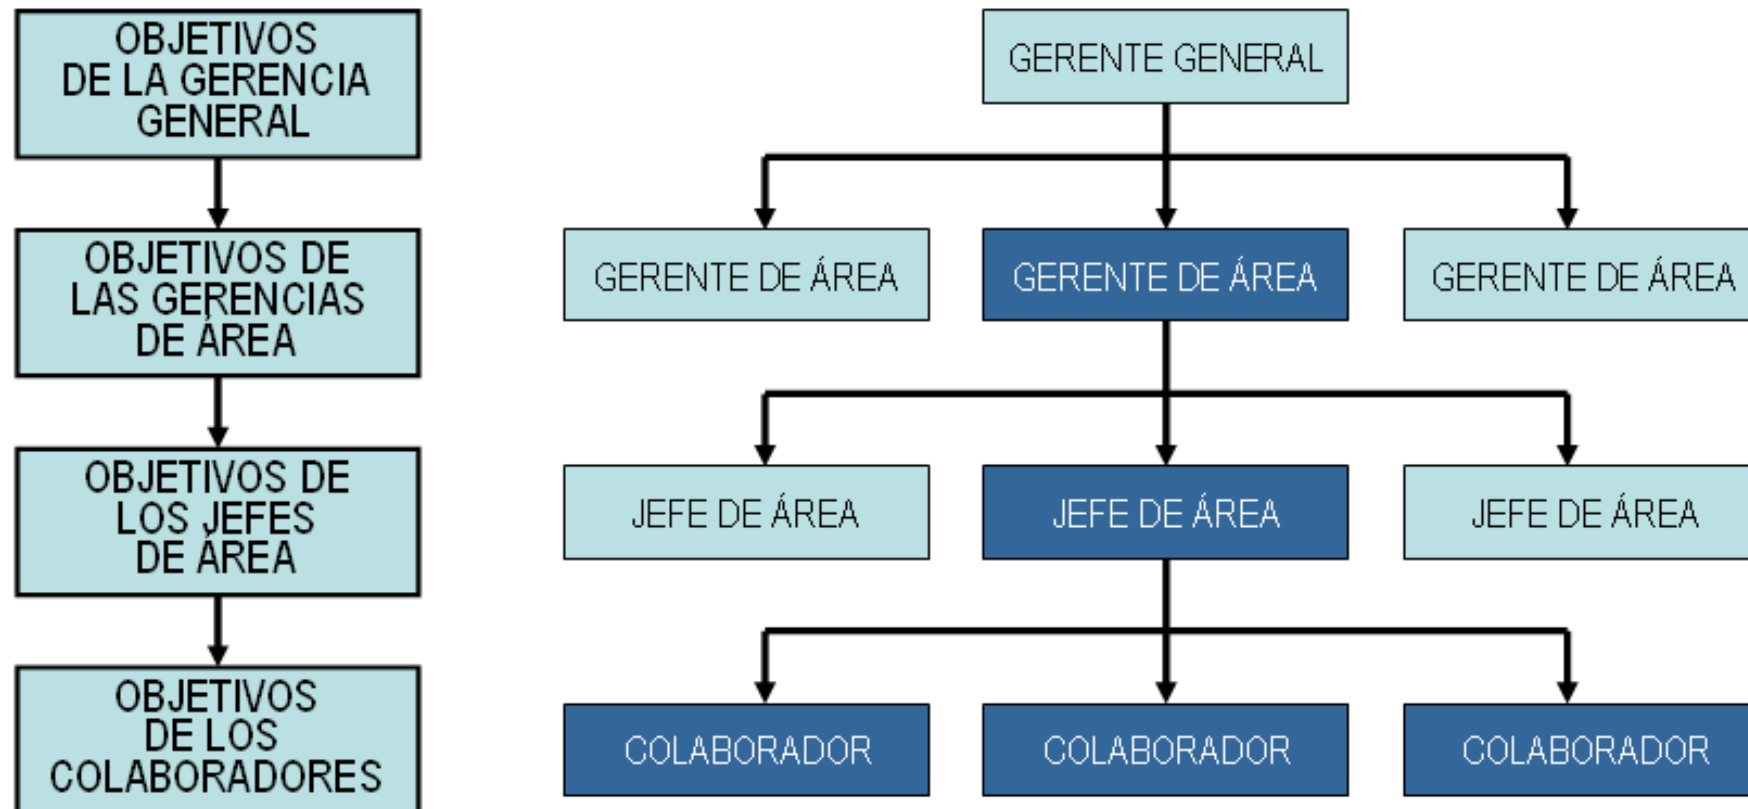 OBJETIVOS
DE LA GERENCIA
GENERAL
OBJETIVOS DE
LAS GERENCIAS
DE ÁREA
OBJETIVOS DE
LOS JEFES
DE ÁREA
OBJETIVOS
DE LOS
COLABORADORES
GERENTE GENERAL
GERENTE DE ÁREA
GERENTE DE ÁREA
GERENTE DE ÁREA
JEFE DE ÁREA
JEFE DE ÁREA
JEFE DE ÁREA
COLABORADOR
COLABORADOR
COLABORADOR